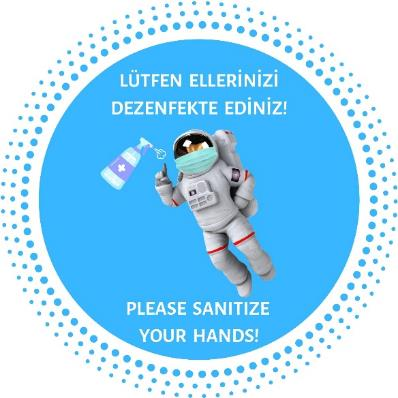 LÜTFEN ELLERİNİZİ
DEZENFEKTE EDİNİZ!
PLEASE SANITIZE
YOUR HANDS!